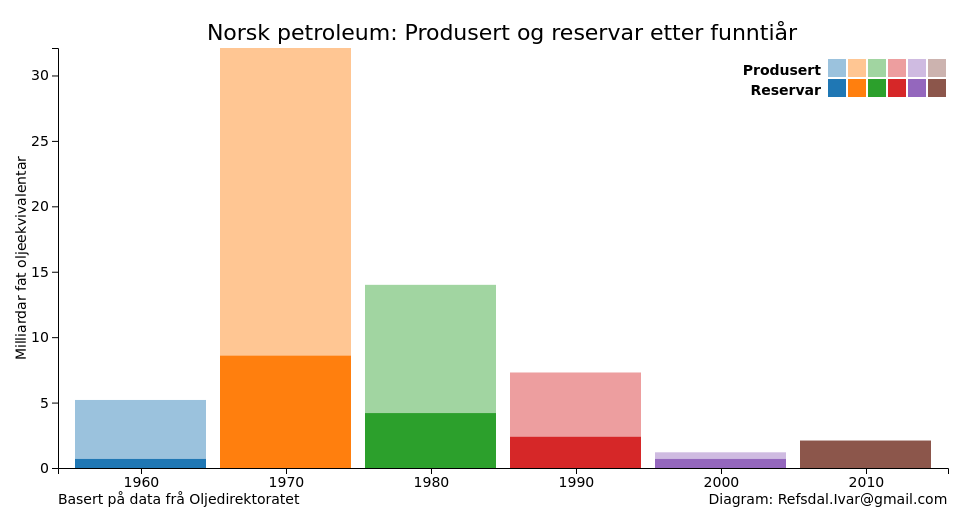 Norsk petroleum: Produsert og reservar etter funntiår
Produsert
Reservar
Milliardar fat oljeekvivalentar
30
25
20
15
10
5
0
1960 1970 1980 1990 2000 2010
Basert på data frå Oljedirektoratet
Diagram: Refsdal.Ivar@gmail.com